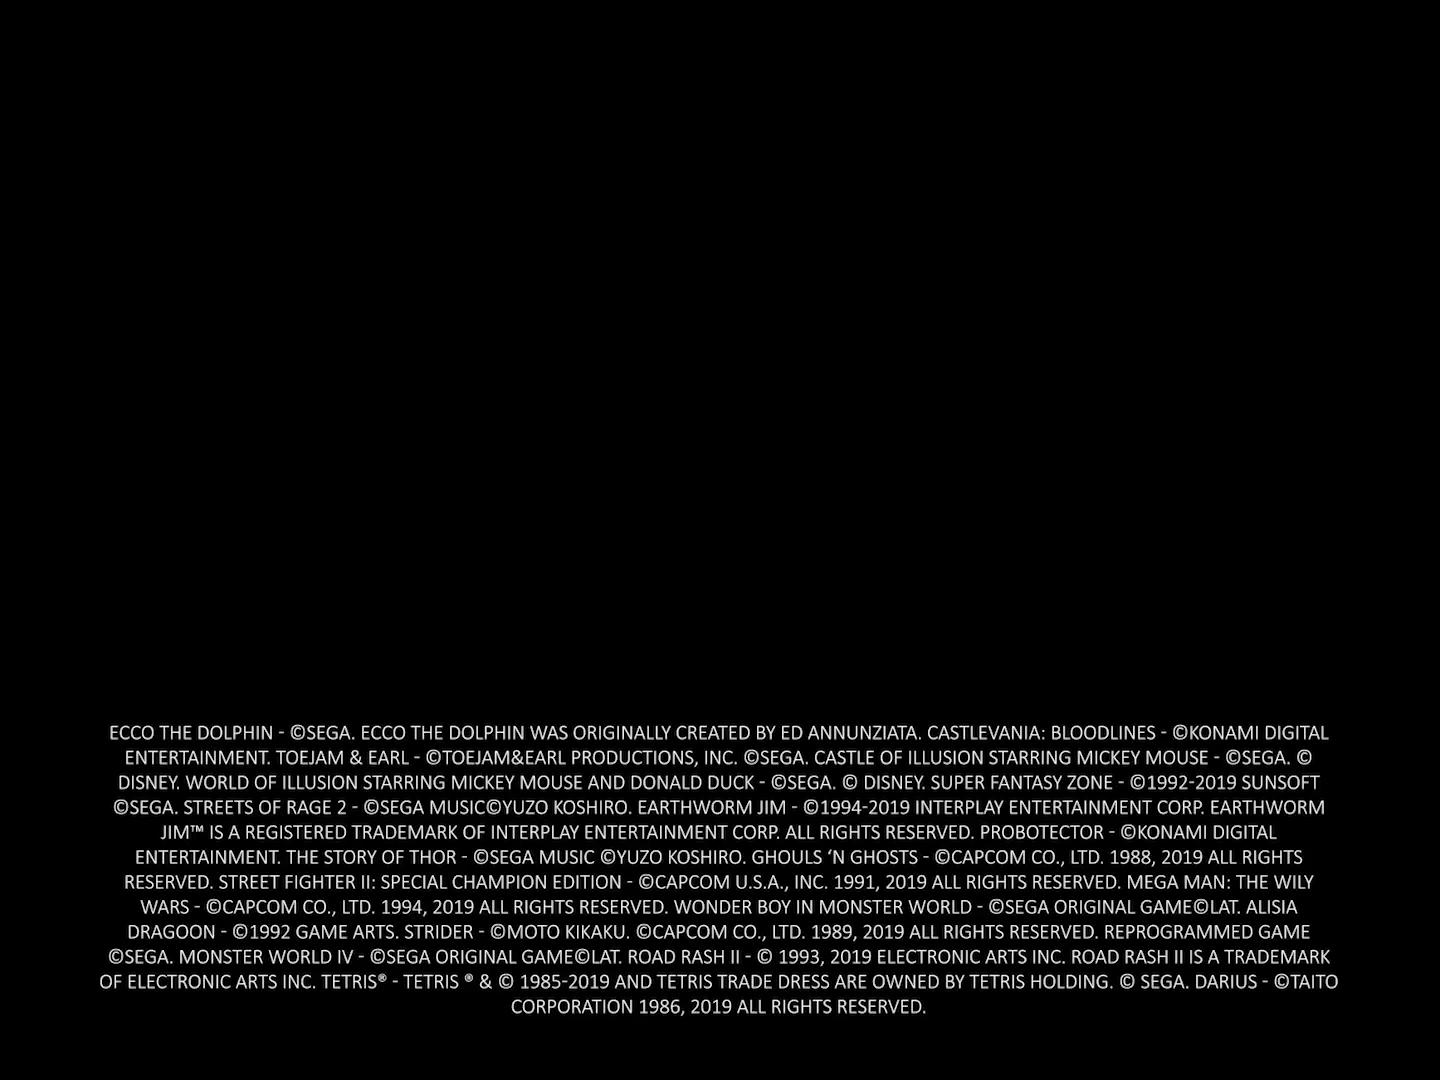 ECCO THE DOLPHIN - ©SEGA. ECCO THE DOLPHIN WAS ORIGINALLY CREATED BY ED ANNUNZIATA. CASTLEVANIA: BLOODLINES - ©KONAMI DIGITAL
ENTERTAINMENT. TOEJAM & EARL - ©TOEJAM&EARL PRODUCTIONS, INC. ©SEGA. CASTLE OF ILLUSION STARRING MICKEY MOUSE - ©SEGA. ©
DISNEY. WORLD OF ILLUSION STARRING MICKEY MOUSE AND DONALD DUCK - ©SEGA. © DISNEY. SUPER FANTASY ZONE - ©1992-2019 SUNSOFT
©SEGA. STREETS OF RAGE 2 - ©SEGA MUSIC©YUZO KOSHIRO. EARTHWORM JIM - ©1994-2019 INTERPLAY ENTERTAINMENT CORP. EARTHWORM
JIM™ IS A REGISTERED TRADEMARK OF INTERPLAY ENTERTAINMENT CORP. ALL RIGHTS RESERVED. PROBOTECTOR - ©KONAMI DIGITAL
ENTERTAINMENT. THE STORY OF THOR - ©SEGA MUSIC ©YUZO KOSHIRO. GHOULS ‘N GHOSTS - ©CAPCOM CO., LTD. 1988, 2019 ALL RIGHTS
RESERVED. STREET FIGHTER II: SPECIAL CHAMPION EDITION - ©CAPCOM U.S.A., INC. 1991, 2019 ALL RIGHTS RESERVED. MEGA MAN: THE WILY
WARS - ©CAPCOM CO., LTD. 1994, 2019 ALL RIGHTS RESERVED. WONDER BOY IN MONSTER WORLD - ©SEGA ORIGINAL GAME©LAT. ALISIA
DRAGOON - ©1992 GAME ARTS. STRIDER - ©MOTO KIKAKU. ©CAPCOM CO., LTD. 1989, 2019 ALL RIGHTS RESERVED. REPROGRAMMED GAME
©SEGA. MONSTER WORLD IV - ©SEGA ORIGINAL GAME©LAT. ROAD RASH II - © 1993, 2019 ELECTRONIC ARTS INC. ROAD RASH II IS A TRADEMARK
OF ELECTRONIC ARTS INC. TETRIS® - TETRIS ® & © 1985-2019 AND TETRIS TRADE DRESS ARE OWNED BY TETRIS HOLDING. © SEGA. DARIUS - ©TAITO
CORPORATION 1986, 2019 ALL RIGHTS RESERVED.